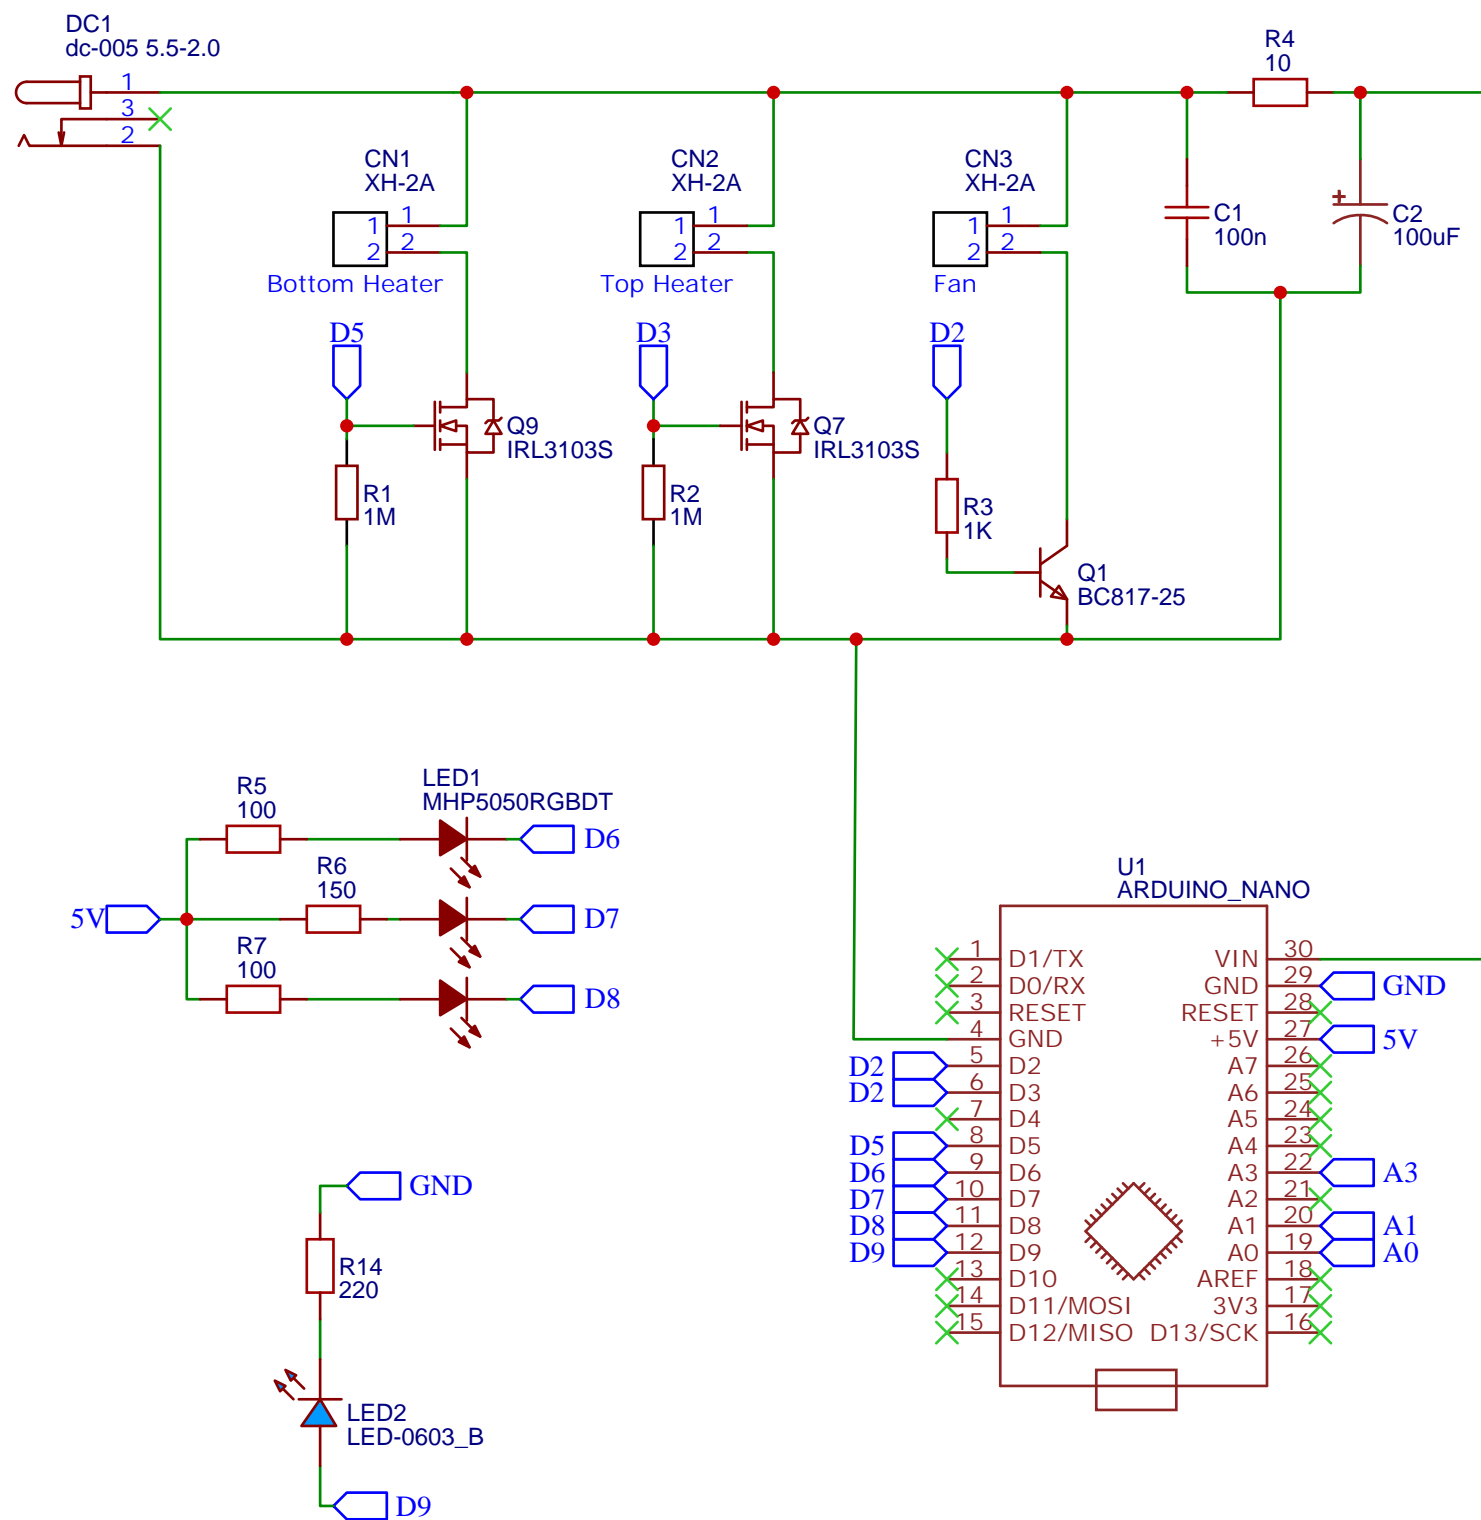 DC1
dc-005 5.5-2.0
1
3
2
R4
10
CN1
XH-2A
1 1
2 2
Bottom Heater
CN2
XH-2A
1 1
2 2
Top Heater
CN3
XH-2A
1 1
2 2
Fan
C1
100n
+
C2
100uF
D5
D3
D2
Q9
IRL3103S
Q7
IRL3103S
R1
1M
R2
1M
R3
1K
Q1
BC817-25
R5
100
LED1
MHP5050RGBDT
D6
R6
150
5V
D7
R7
100
D8
U1
ARDUINO_NANO
1 D1/TX
2 D0/RX
3 RESET
4 GND
D2 5 D2
D2 6 D3
7 D4
D5 8 D5
D6 9 D6
D7 10 D7
D8 11 D8
D9 12 D9
13 D10
14 D11/MOSI
15 D12/MISO
VIN 30
GND 29 GND
RESET 28
+5V 27 5V
A7 26
A6 25
A5 24
A4 23
A3 22 A3
A2 21
A1 20 A1
A0 19 A0
AREF 18
3V3 17
D13/SCK 16
GND
R14
220
LED2
LED-0603_B
D9